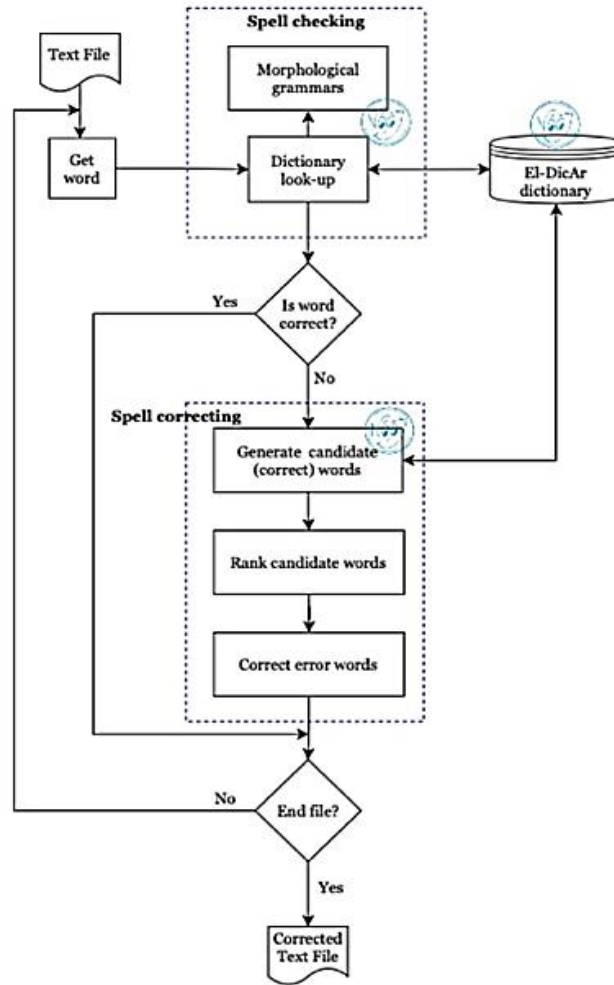 Spell checking
Text File
Morphological
grammars
Get
word
Dictionary
look-up
El-DicAr
dictionary
Yes
Is word
correct?
No
Spell correcting
Generate candidate
(correct) words
Rank candidate words
Correct error words
No
End file?
Yes
Corrected
Text File